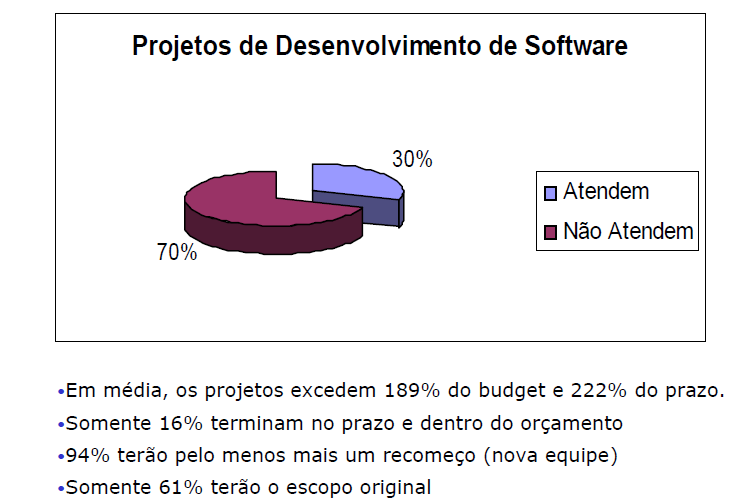 Projetos de Desenvolvimento de Software
30%
Atendem
Não Atendem
70%
•Em média, os projetos excedem 189% do budget e 222% do prazo.
•Somente 16% terminam no prazo e dentro do orçamento
•94% terão pelo menos mais um recomeço (nova equipe)
•Somente 61% terão o escopo original